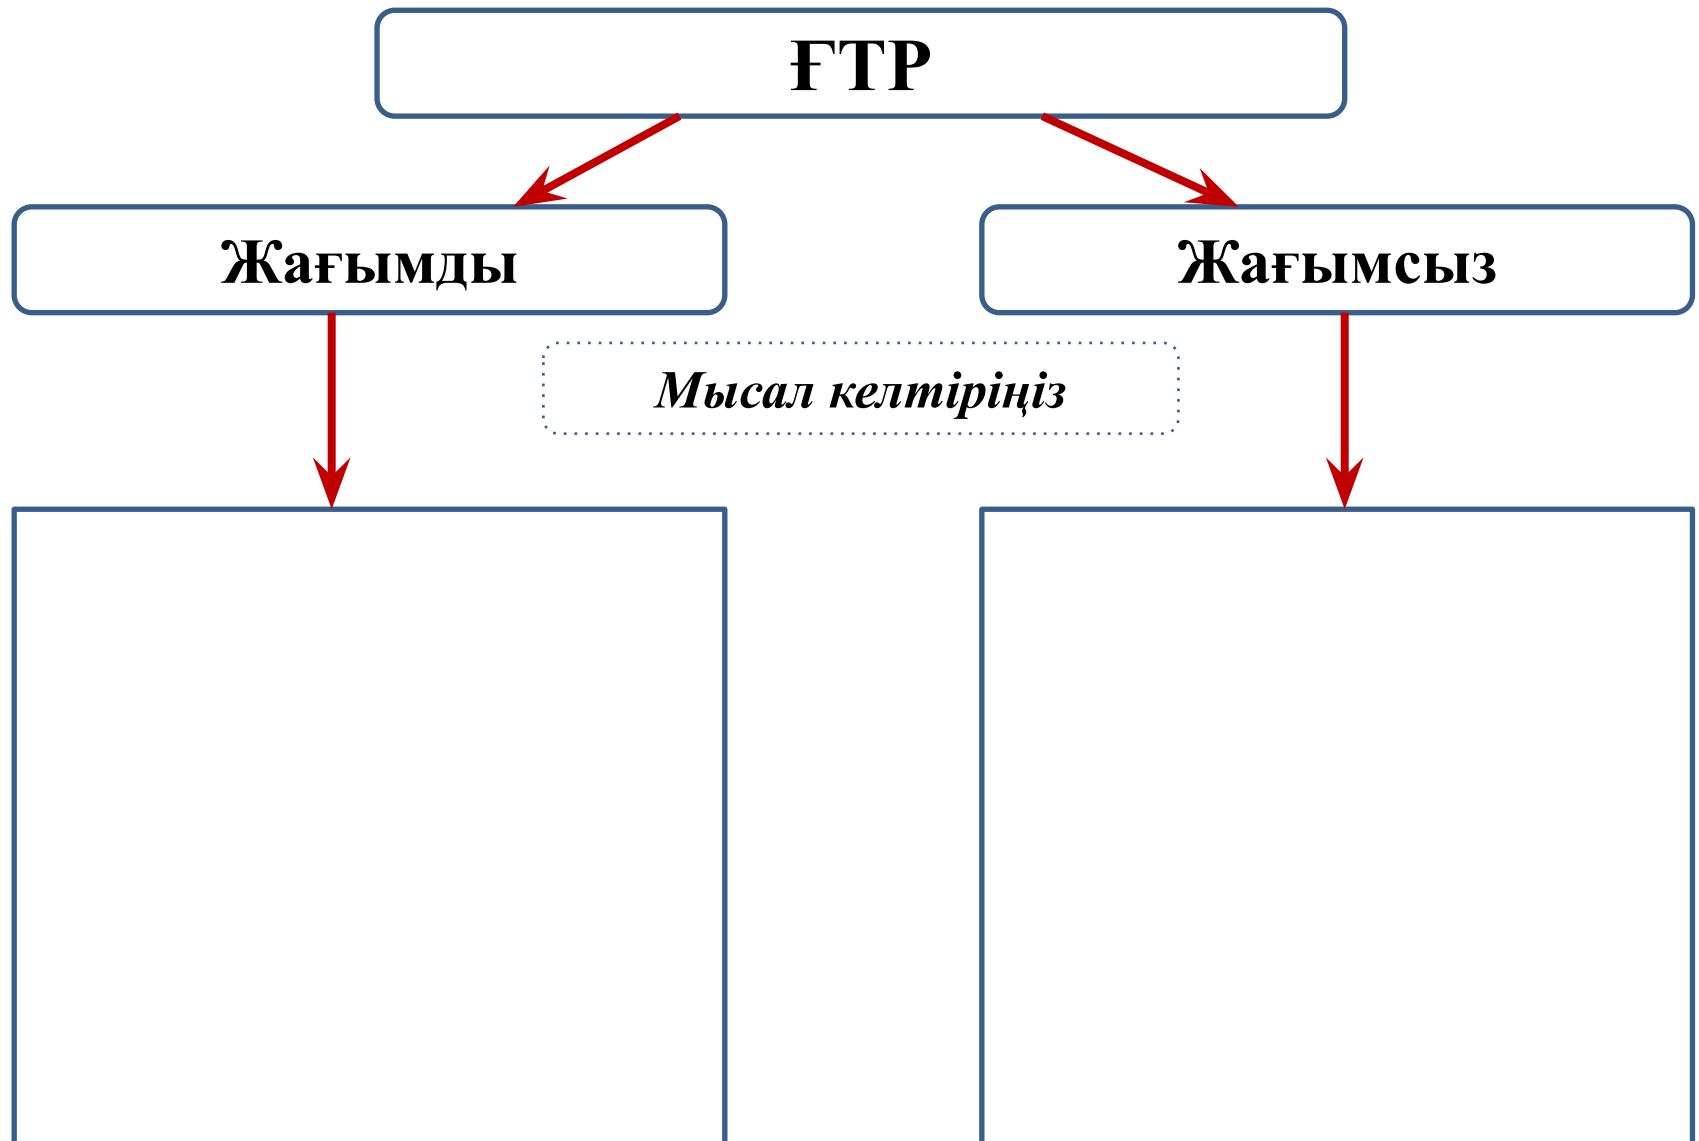 ҒТР
Жағымды
Жағымсыз
Мысал келтіріңіз